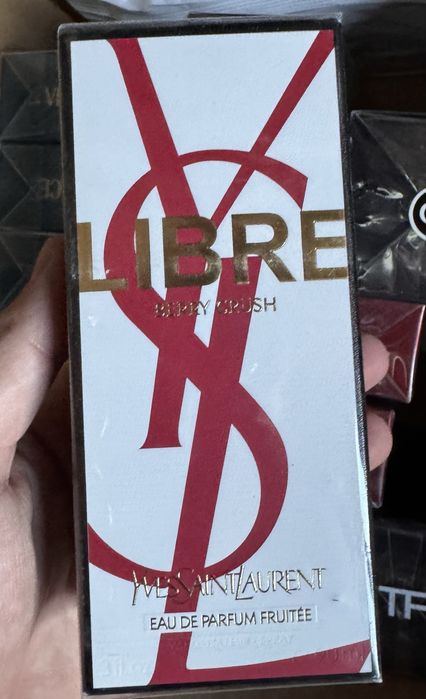 LIBRE
BERRY CRUSH
YVESSAINTLAURENT
EAU DE PARFUM FRUITÉE